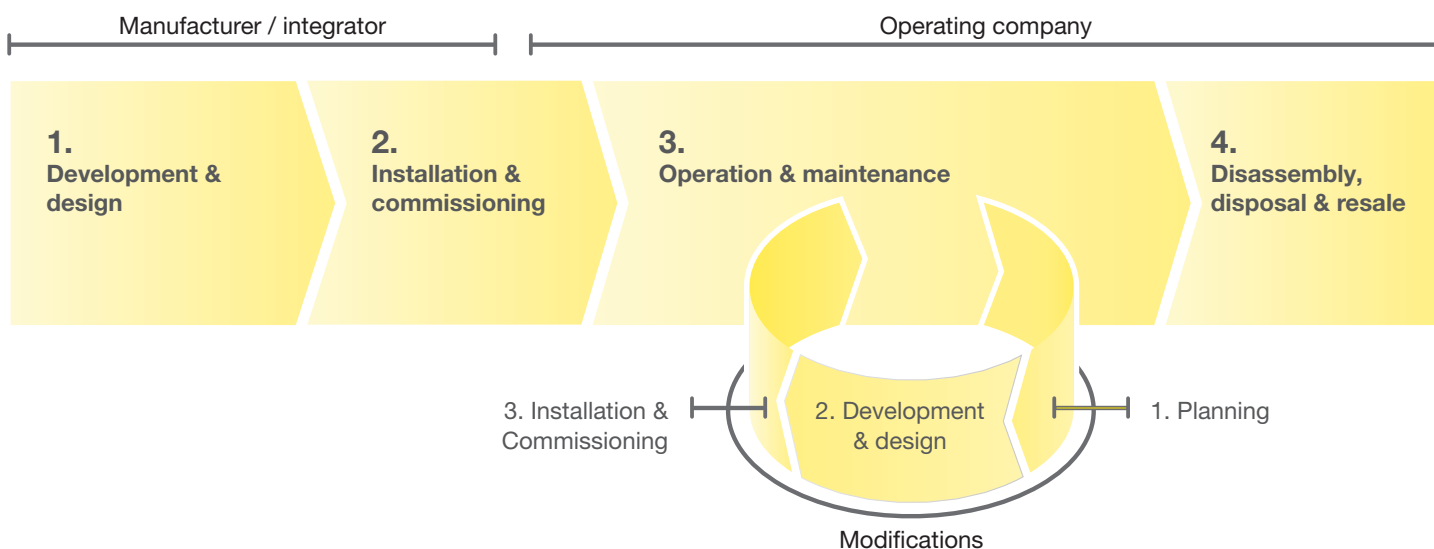 Manufacturer / integrator
Operating company
1.
Development &
design
2.
Installation &
commissioning
3.
Operation & maintenance
4.
Disassembly,
disposal & resale
3. Installation &
Commissioning
2. Development
& design
1. Planning
Modifications